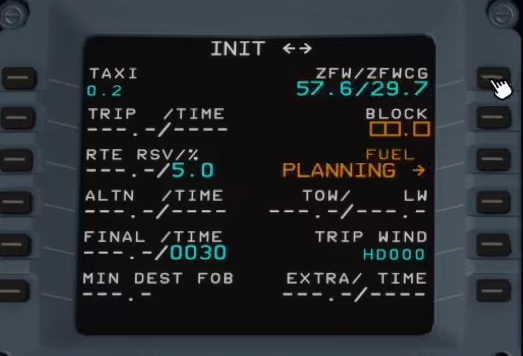 INIT ←→
TAXI ZFW/ZFWCG
0.2 57.6/29.7
TRIP /TIME BLOCK
---.-/---- □□.□
RTE RSV/% FUEL
---.-/5.0 PLANNING →
ALTN /TIME TOW/ LW
---.-/---- ---.-/---.-
FINAL /TIME TRIP WIND
---.-/0030 HD000
MIN DEST FOB EXTRA/ TIME
---.- ---.-/----